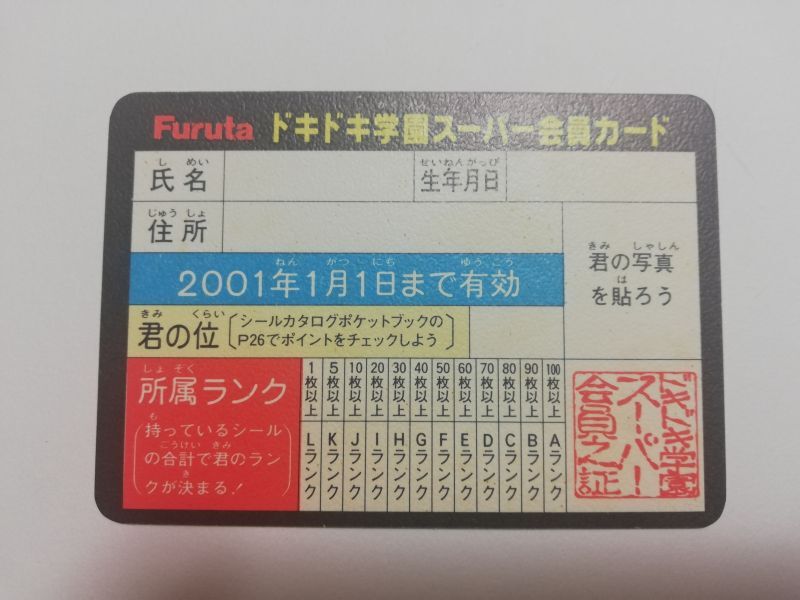 Furuta ドキドキ学園スーパー会員カード
しめい
氏名
せいねんがっぴ
生年月日
じゅうしょ
住所
ねん がつ にち ゆうこう
2001年1月1日まで有効
きみ しゃしん
君の写真
は
を貼ろう
きみ くらい
君の位
シールカタログポケットブックの
P26でポイントをチェックしよう
しょぞく
所属ランク
も
持っているシール
こうけい きみ
の合計で君のラン
き
クが決まる!
1枚以上 Lランク
5枚以上 Kランク
10枚以上 Jランク
20枚以上 Iランク
30枚以上 Hランク
40枚以上 Gランク
50枚以上 Fランク
60枚以上 Eランク
70枚以上 Dランク
80枚以上 Cランク
90枚以上 Bランク
100枚以上 Aランク
ドキドキ学園
スーパー
会員之証